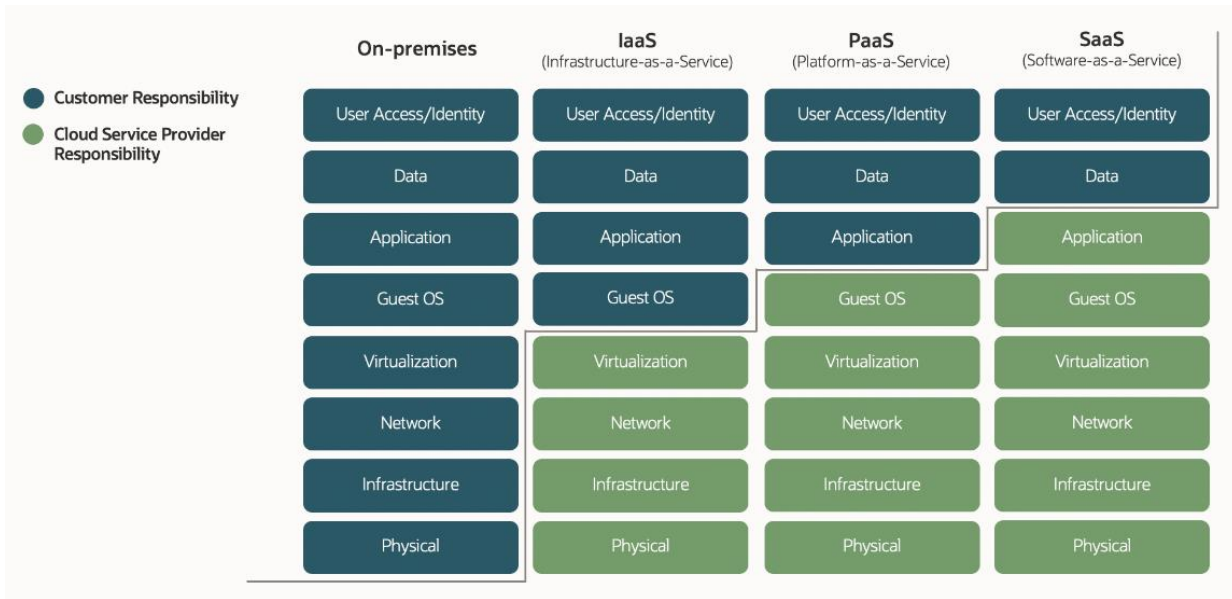 On-premises
IaaS
(Infrastructure-as-a-Service)
PaaS
(Platform-as-a-Service)
SaaS
(Software-as-a-Service)
Customer Responsibility
Cloud Service Provider
Responsibility
User Access/Identity
User Access/Identity
User Access/Identity
User Access/Identity
Data
Data
Data
Data
Application
Application
Application
Application
Guest OS
Guest OS
Guest OS
Guest OS
Virtualization
Virtualization
Virtualization
Virtualization
Network
Network
Network
Network
Infrastructure
Infrastructure
Infrastructure
Infrastructure
Physical
Physical
Physical
Physical